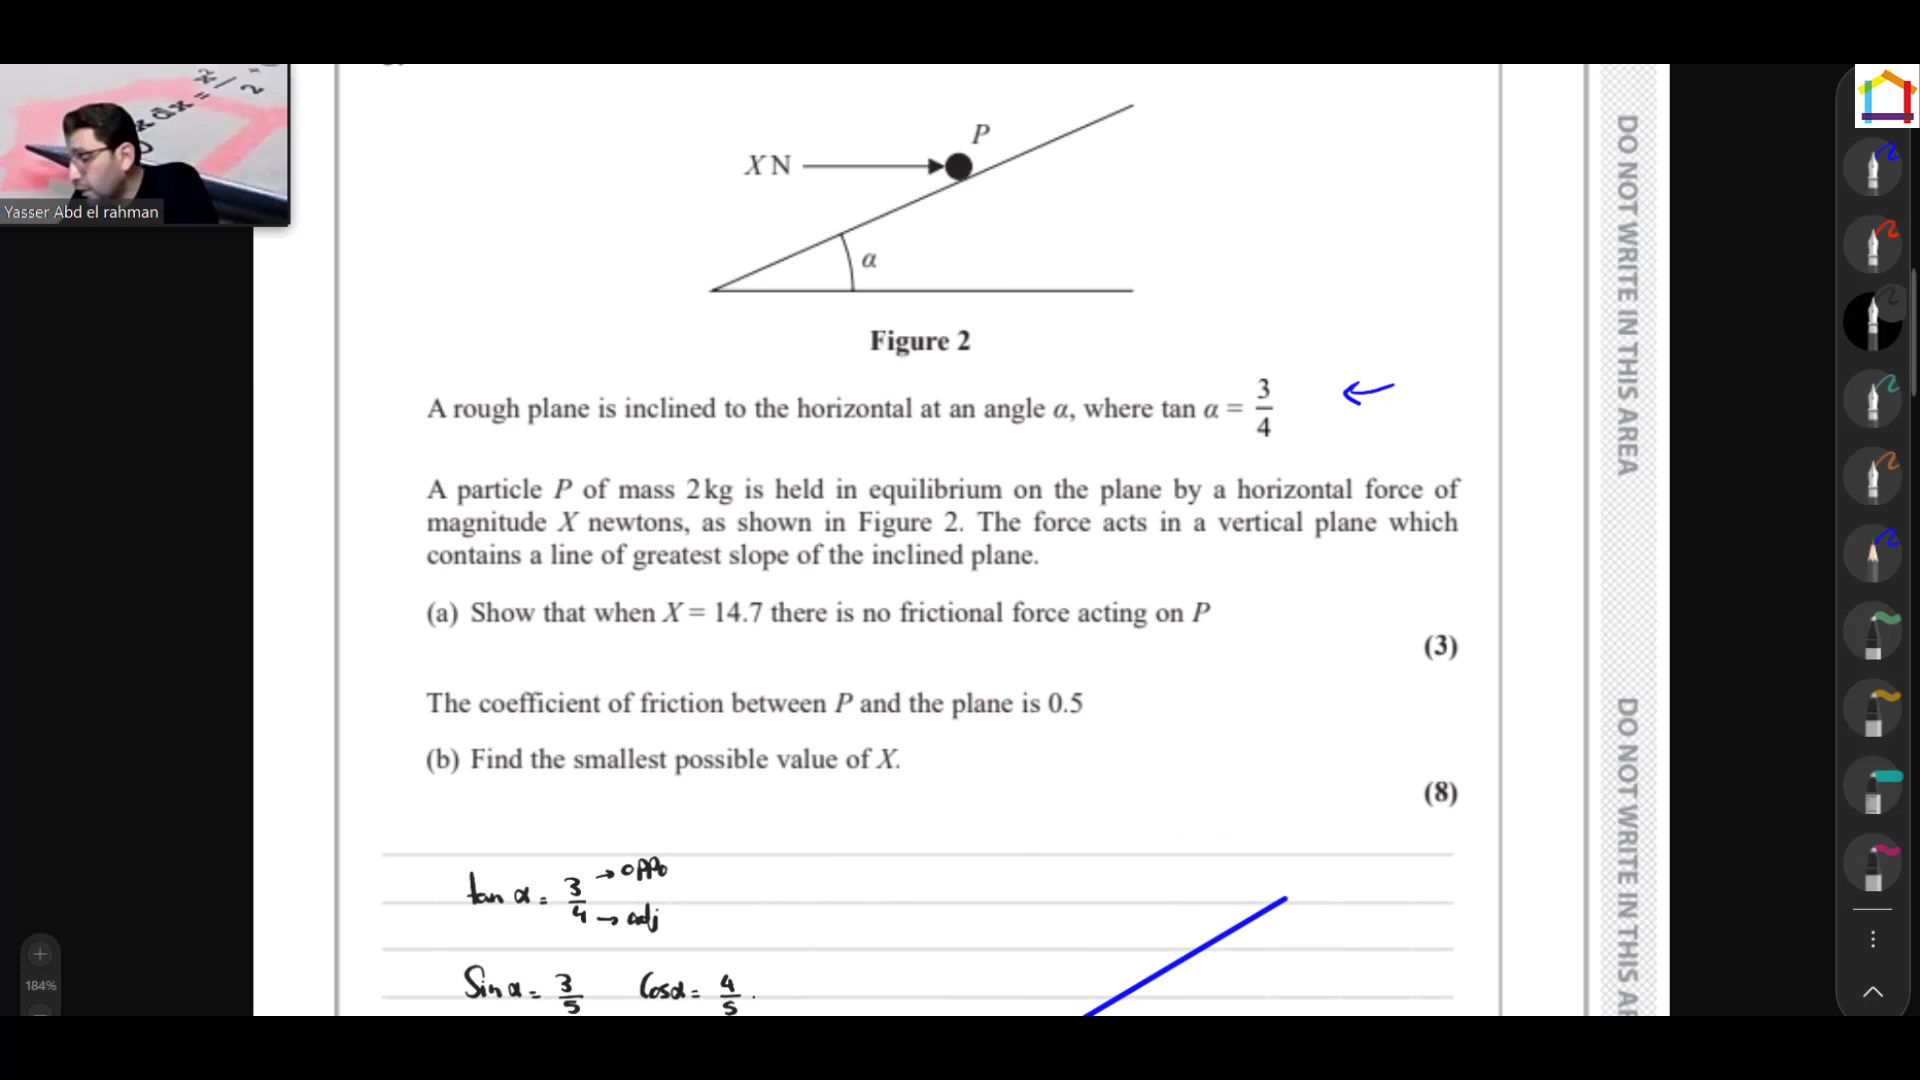 x dx = x² / 2 +
Yasser Abd el rahman
P
X N
α
Figure 2
A rough plane is inclined to the horizontal at an angle α, where tan α = 3/4
A particle P of mass 2 kg is held in equilibrium on the plane by a horizontal force of
magnitude X newtons, as shown in Figure 2. The force acts in a vertical plane which
contains a line of greatest slope of the inclined plane.
(a) Show that when X = 14.7 there is no frictional force acting on P
(3)
The coefficient of friction between P and the plane is 0.5
(b) Find the smallest possible value of X.
(8)
tan α = 3/4 → oppo
→ adj
Sin α = 3/5 Cos α = 4/5 .
DO NOT WRITE IN THIS AREA
DO NOT WRITE IN THIS AR
184%